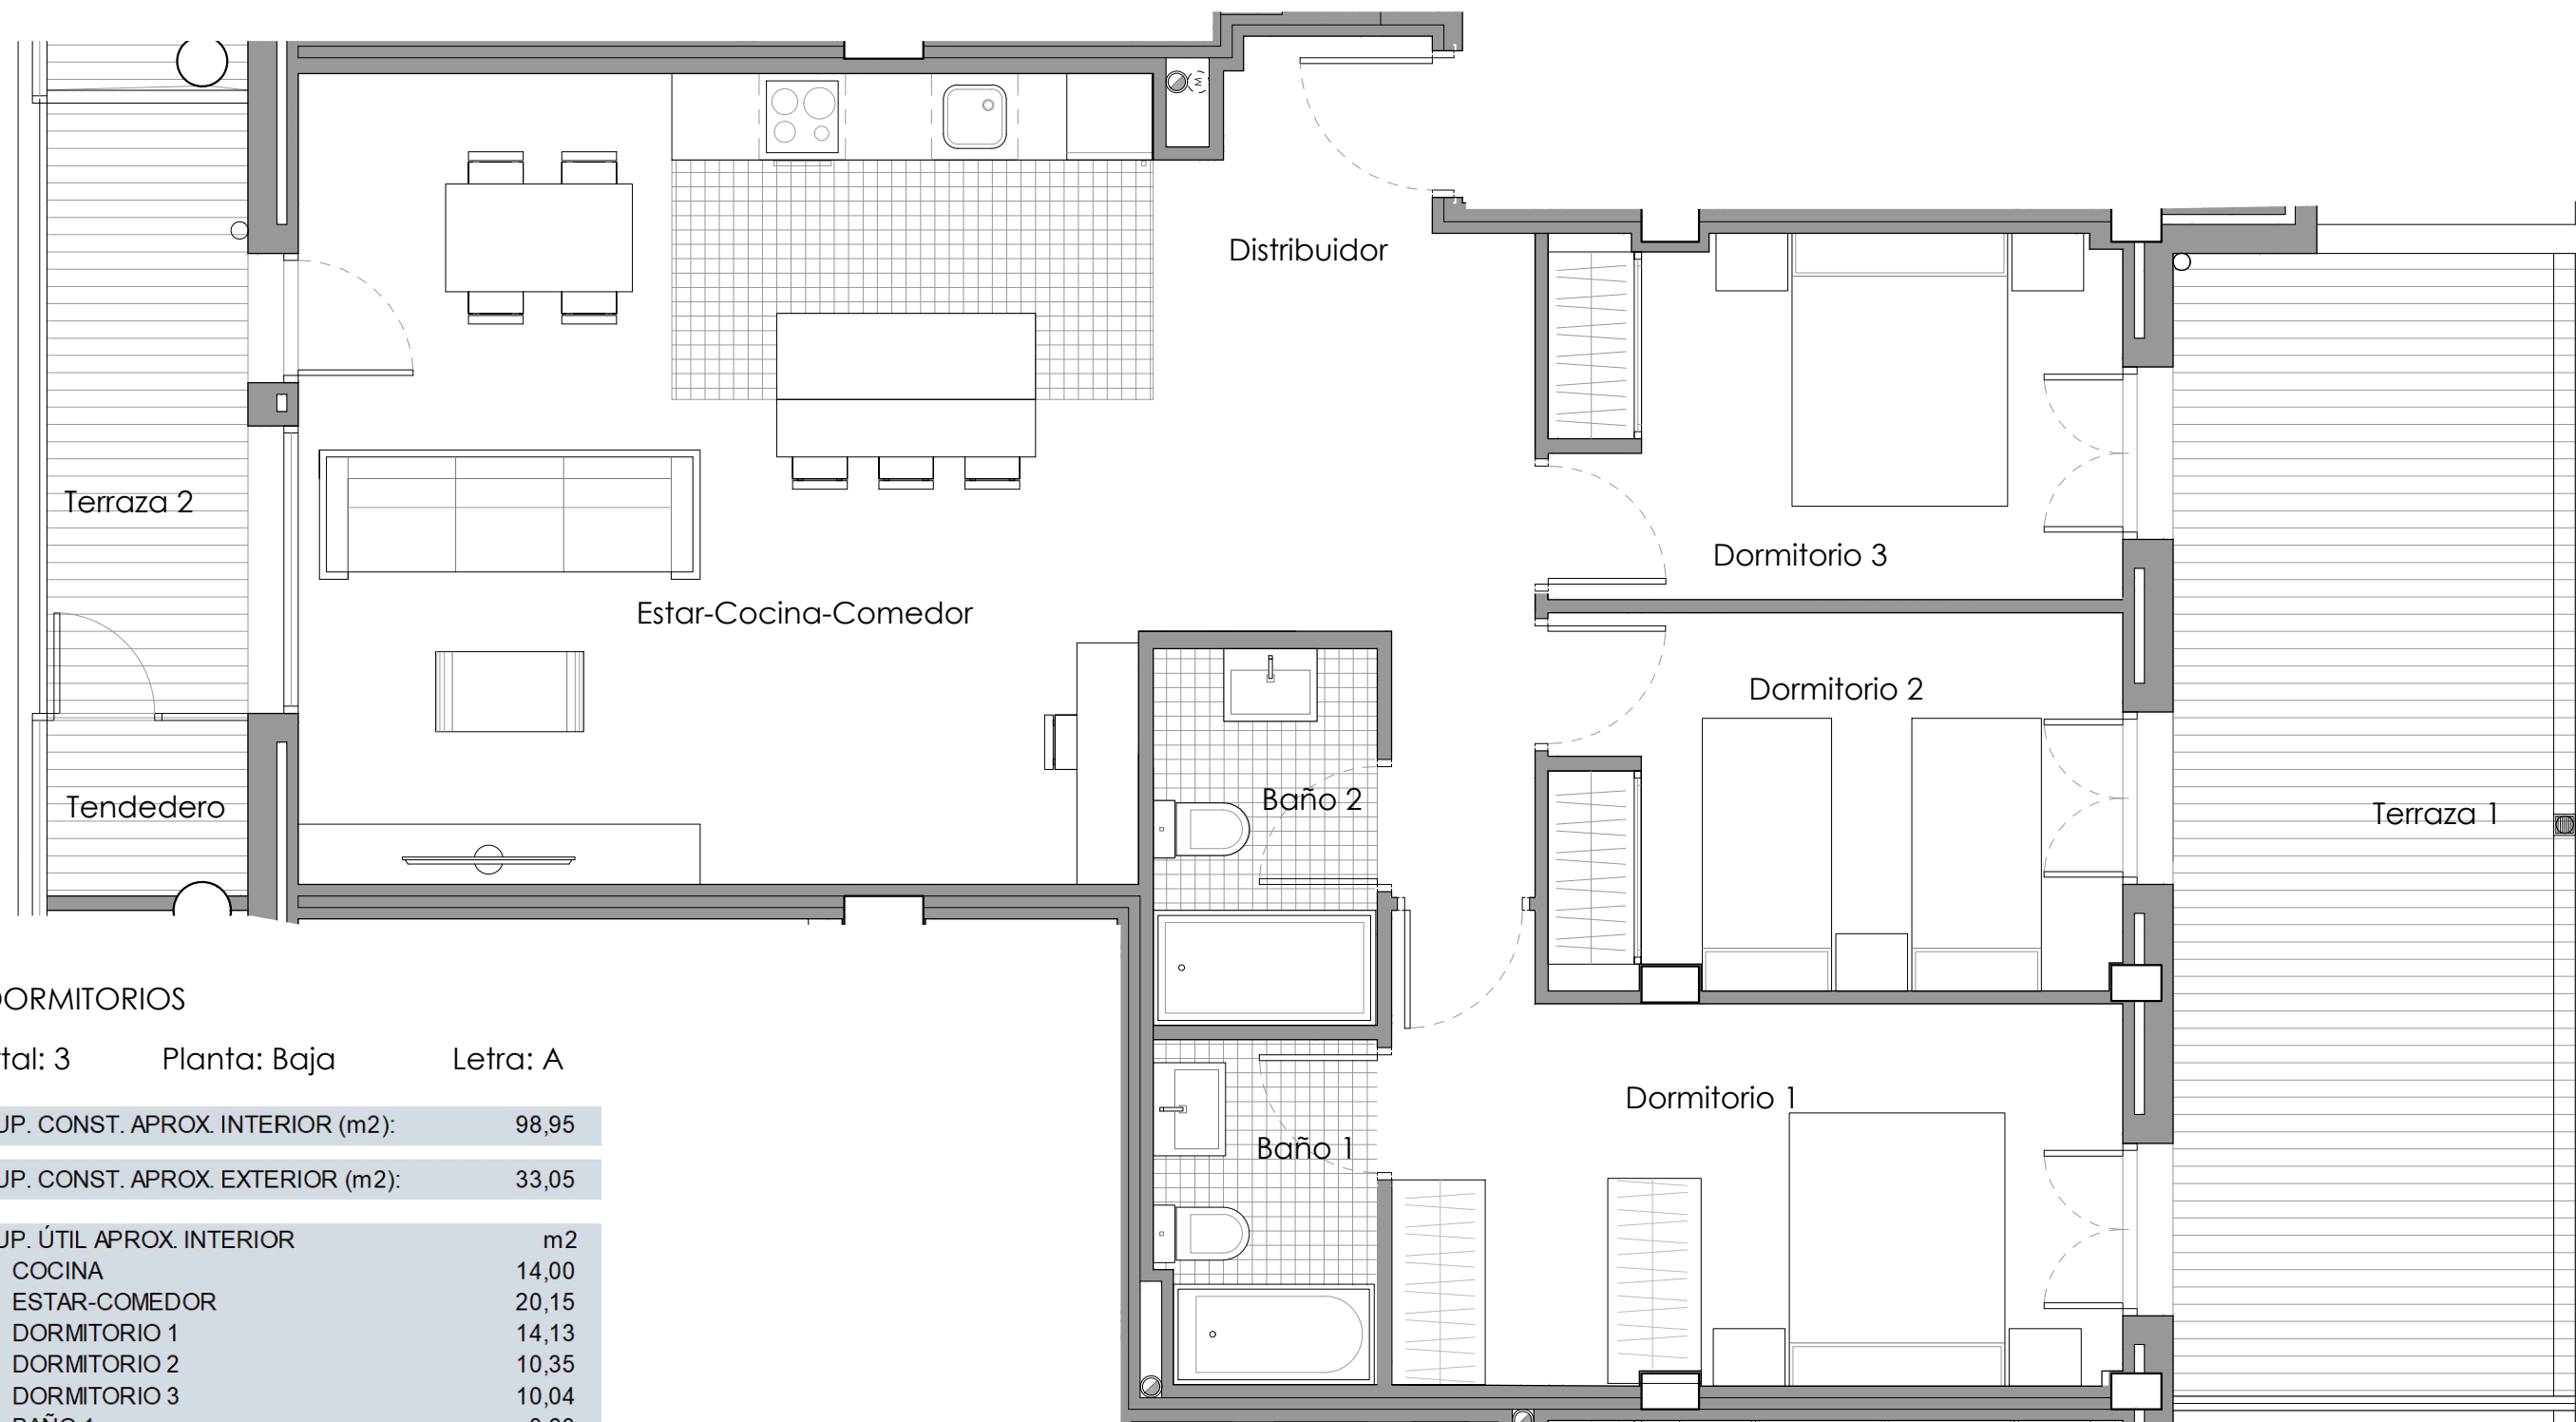 Distribuidor
Terraza 2
Dormitorio 3
Estar-Cocina-Comedor
Dormitorio 2
Baño 2
Tendedero
Terraza 1
Dormitorio 1
Baño 1
DORMITORIOS
tal: 3 Planta: Baja Letra: A
UP. CONST. APROX. INTERIOR (m2): 98,95
UP. CONST. APROX. EXTERIOR (m2): 33,05
UP. ÚTIL APROX. INTERIOR m2
COCINA 14,00
ESTAR-COMEDOR 20,15
DORMITORIO 1 14,13
DORMITORIO 2 10,35
DORMITORIO 3 10,04